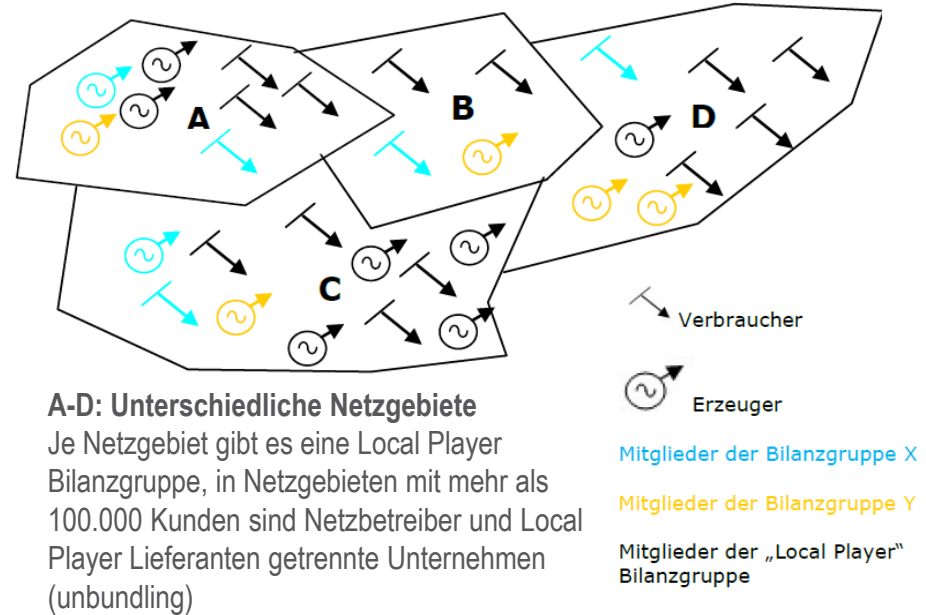 A
B
D
C
Verbraucher
Erzeuger
Mitglieder der Bilanzgruppe X
Mitglieder der Bilanzgruppe Y
Mitglieder der „Local Player“
Bilanzgruppe
A-D: Unterschiedliche Netzgebiete
Je Netzgebiet gibt es eine Local Player
Bilanzgruppe, in Netzgebieten mit mehr als
100.000 Kunden sind Netzbetreiber und Local
Player Lieferanten getrennte Unternehmen
(unbundling)